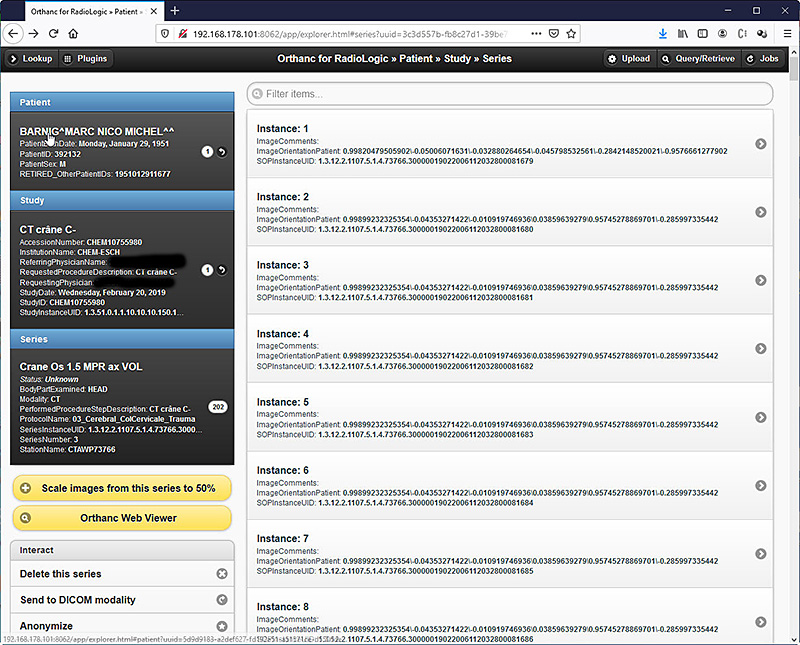 Orthanc for RadioLogic » Patient »
192.168.178.101:8062/app/explorer.html#series?uuid=3c3d557b-fb8c27d1-39be7
Lookup
Plugins
Orthanc for RadioLogic » Patient » Study » Series
Upload
Query/Retrieve
Jobs
Patient
BARNIG^MARC NICO MICHEL^^
Monday, January 29, 1951
PatientID: 392132
PatientSex: M
RETIRED_OtherPatientIDs: 1951012911677
1
Study
CT crâne C-
AccessionNumber: CHEM10755980
InstitutionName: CHEM-ESCH
ReferringPhysicianName:
RequestedProcedureDescription: CT crâne C-
RequestingPhysician:
StudyDate: Wednesday, February 20, 2019
StudyID: CHEM10755980
StudyInstanceUID: 1.3.51.0.1.1.10.10.10.150.1...
1
Series
Crane Os 1.5 MPR ax VOL
Status: Unknown
BodyPartExamined: HEAD
Modality: CT
PerformedProcedureStepDescription: CT crâne C-
ProtocolName: 03_Cerebral_ColCervicale_Trauma
SeriesInstanceUID: 1.3.12.2.1107.5.1.4.73766.3000...
SeriesNumber: 3
StationName: CTAWP73766
202
Scale images from this series to 50%
Orthanc Web Viewer
Interact
Delete this series
Send to DICOM modality
Anonymize
Filter items...
Instance: 1
ImageComments:
ImageOrientationPatient: 0.99820479505902\-0.05006071631\-0.032880264654\-0.045798532561\-0.2842148520021\-0.9576661277902
SOPInstanceUID: 1.3.12.2.1107.5.1.4.73766.30000019022006112032800081679
Instance: 2
ImageComments:
ImageOrientationPatient: 0.99899232325354\-0.04353271422\-0.010919746936\0.03859639279\0.95745278869701\-0.285997335442
SOPInstanceUID: 1.3.12.2.1107.5.1.4.73766.30000019022006112032800081680
Instance: 3
ImageComments:
ImageOrientationPatient: 0.99899232325354\-0.04353271422\-0.010919746936\0.03859639279\0.95745278869701\-0.285997335442
SOPInstanceUID: 1.3.12.2.1107.5.1.4.73766.30000019022006112032800081681
Instance: 4
ImageComments:
ImageOrientationPatient: 0.99899232325354\-0.04353271422\-0.010919746936\0.03859639279\0.95745278869701\-0.285997335442
SOPInstanceUID: 1.3.12.2.1107.5.1.4.73766.30000019022006112032800081682
Instance: 5
ImageComments:
ImageOrientationPatient: 0.99899232325354\-0.04353271422\-0.010919746936\0.03859639279\0.95745278869701\-0.285997335442
SOPInstanceUID: 1.3.12.2.1107.5.1.4.73766.30000019022006112032800081683
Instance: 6
ImageComments:
ImageOrientationPatient: 0.99899232325354\-0.04353271422\-0.010919746936\0.03859639279\0.95745278869701\-0.285997335442
SOPInstanceUID: 1.3.12.2.1107.5.1.4.73766.30000019022006112032800081684
Instance: 7
ImageComments:
ImageOrientationPatient: 0.99899232325354\-0.04353271422\-0.010919746936\0.03859639279\0.95745278869701\-0.285997335442
SOPInstanceUID: 1.3.12.2.1107.5.1.4.73766.30000019022006112032800081685
Instance: 8
ImageComments:
ImageOrientationPatient: 0.99899232325354\-0.04353271422\-0.010919746936\0.03859639279\0.95745278869701\-0.285997335442
SOPInstanceUID: 1.3.12.2.1107.5.1.4.73766.30000019022006112032800081686